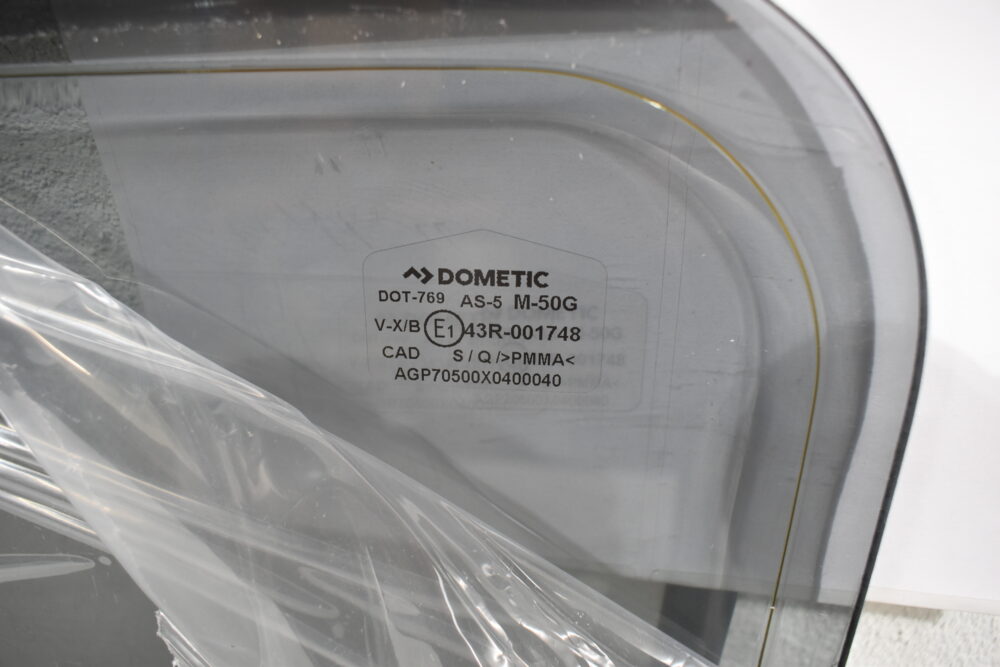 DOMETIC
DOT-769 AS-5 M-50G
V-X/B E1 43R-001748
CAD S / Q />PMMA<
AGP70500X0400040